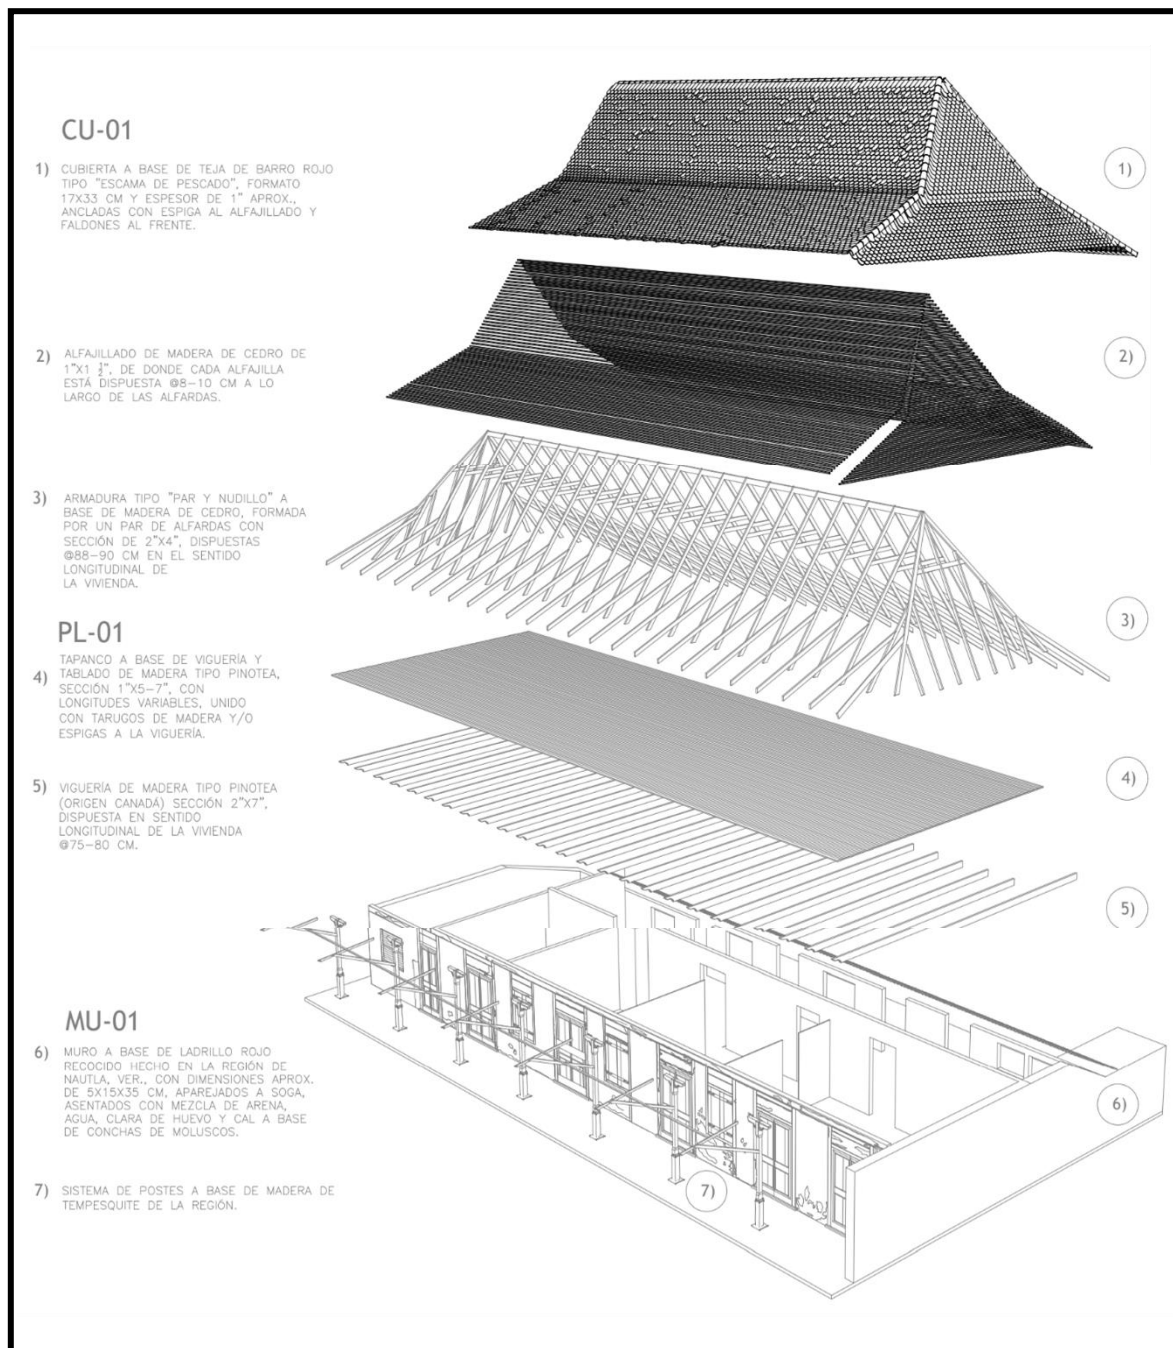 CU-01
1) CUBIERTA A BASE DE TEJA DE BARRO ROJO
TIPO "ESCAMA DE PESCADO", FORMATO
17X33 CM Y ESPESOR DE 1" APROX.,
ANCLADAS CON ESPIGA AL ALFAJILLADO Y
FALDONES AL FRENTE.
1)
2) ALFAJILLADO DE MADERA DE CEDRO DE
1"X1 ½", DE DONDE CADA ALFAJILLA
ESTÁ DISPUESTA @8-10 CM A LO
LARGO DE LAS ALFARDAS.
2)
3) ARMADURA TIPO "PAR Y NUDILLO" A
BASE DE MADERA DE CEDRO, FORMADA
POR UN PAR DE ALFARDAS CON
SECCIÓN DE 2"X4", DISPUESTAS
@88-90 CM EN EL SENTIDO
LONGITUDINAL DE
LA VIVIENDA.
3)
PL-01
4) TAPANCO A BASE DE VIGUERÍA Y
TABLADO DE MADERA TIPO PINOTEA,
SECCIÓN 1"X5-7", CON
LONGITUDES VARIABLES, UNIDO
CON TARUGOS DE MADERA Y/O
ESPIGAS A LA VIGUERÍA.
4)
5) VIGUERÍA DE MADERA TIPO PINOTEA
(ORIGEN CANADÁ) SECCIÓN 2"X7",
DISPUESTA EN SENTIDO
LONGITUDINAL DE LA VIVIENDA
@75-80 CM.
5)
MU-01
6) MURO A BASE DE LADRILLO ROJO
RECOCIDO HECHO EN LA REGIÓN DE
NAUTLA, VER., CON DIMENSIONES APROX.
DE 5X15X35 CM, APAREJADOS A SOGA,
ASENTADOS CON MEZCLA DE ARENA,
AGUA, CLARA DE HUEVO Y CAL A BASE
DE CONCHAS DE MOLUSCOS.
6)
7) SISTEMA DE POSTES A BASE DE MADERA DE
TEMPESQUITE DE LA REGIÓN.
7)